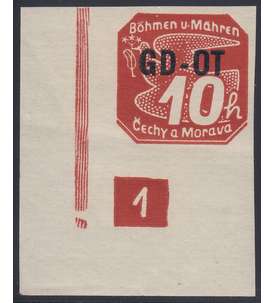 Böhmen u. Mähren
GD-OT
10h
Čechy a Morava
1